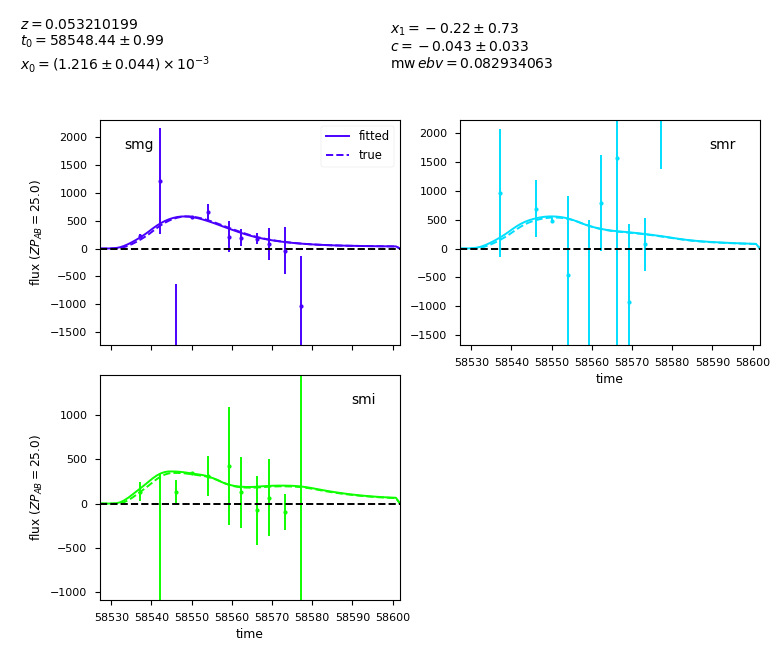 z = 0.053210199
t0 = 58548.44 ± 0.99
x0 = (1.216 ± 0.044) × 10^-3
x1 = −0.22 ± 0.73
c = −0.043 ± 0.033
mw ebv = 0.082934063
smg
fitted
true
2000
1500
1000
500
0
−500
−1000
−1500
flux (ZP_AB = 25.0)
smr
2000
1500
1000
500
0
−500
−1000
−1500
58530 58540 58550 58560 58570 58580 58590 58600
time
smi
1000
500
0
−500
−1000
flux (ZP_AB = 25.0)
58530 58540 58550 58560 58570 58580 58590 58600
time